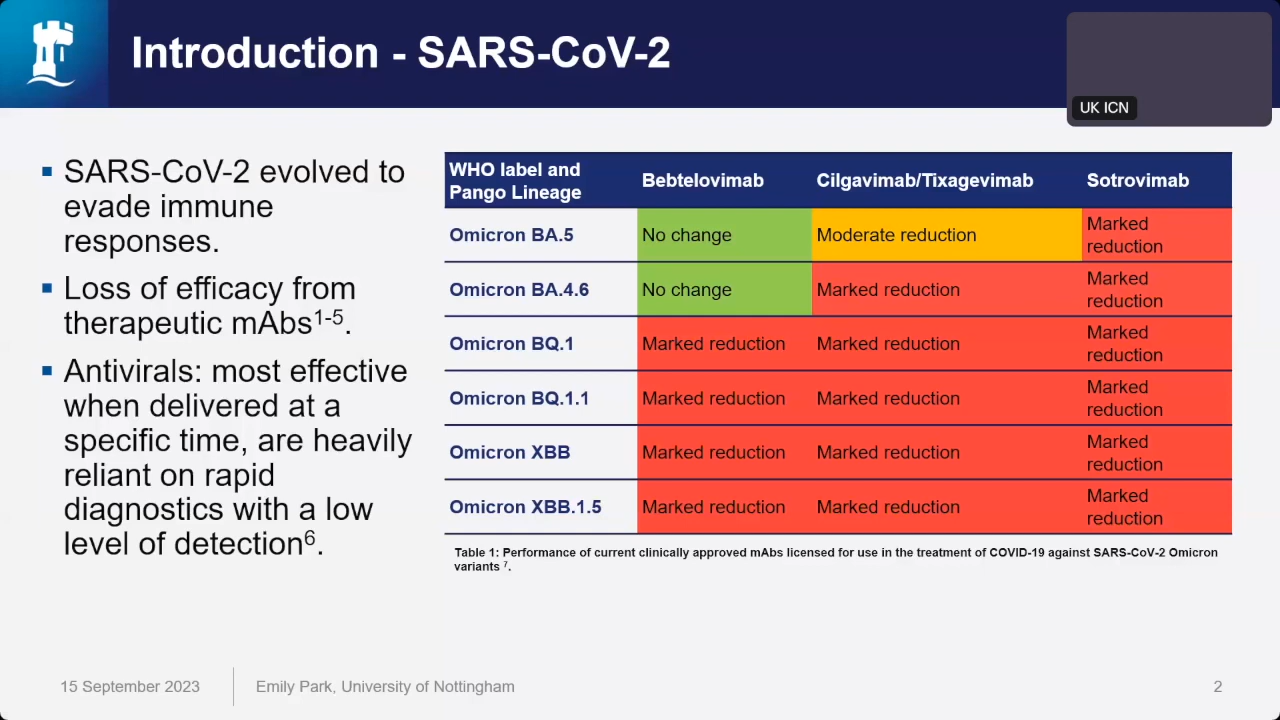 Introduction - SARS-CoV-2
UK ICN
SARS-CoV-2 evolved to
evade immune
responses.
Loss of efficacy from
therapeutic mAbs1-5.
Antivirals: most effective
when delivered at a
specific time, are heavily
reliant on rapid
diagnostics with a low
level of detection6.
WHO label and
Pango Lineage
Bebtelovimab
Cilgavimab/Tixagevimab
Sotrovimab
Omicron BA.5
No change
Moderate reduction
Marked
reduction
Omicron BA.4.6
No change
Marked reduction
Marked
reduction
Omicron BQ.1
Marked reduction
Marked reduction
Marked
reduction
Omicron BQ.1.1
Marked reduction
Marked reduction
Marked
reduction
Omicron XBB
Marked reduction
Marked reduction
Marked
reduction
Omicron XBB.1.5
Marked reduction
Marked reduction
Marked
reduction
Table 1: Performance of current clinically approved mAbs licensed for use in the treatment of COVID-19 against SARS-CoV-2 Omicron
variants 7.
15 September 2023
Emily Park, University of Nottingham
2